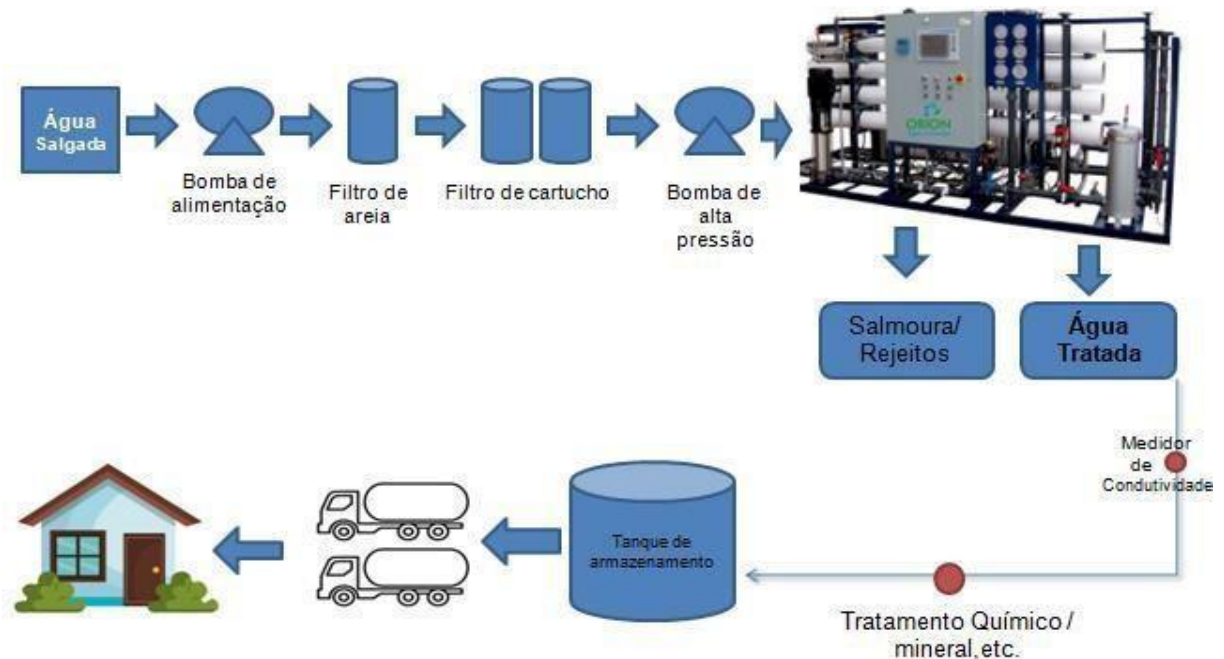 Água
Salgada
Bomba de
alimentação
Filtro de
areia
Filtro de cartucho
Bomba de
alta
pressão
ORION
Salmoura/
Rejeitos
Água
Tratada
Medidor
de
Condutividade
Tanque de
armazenamento
Tratamento Químico /
mineral,etc.